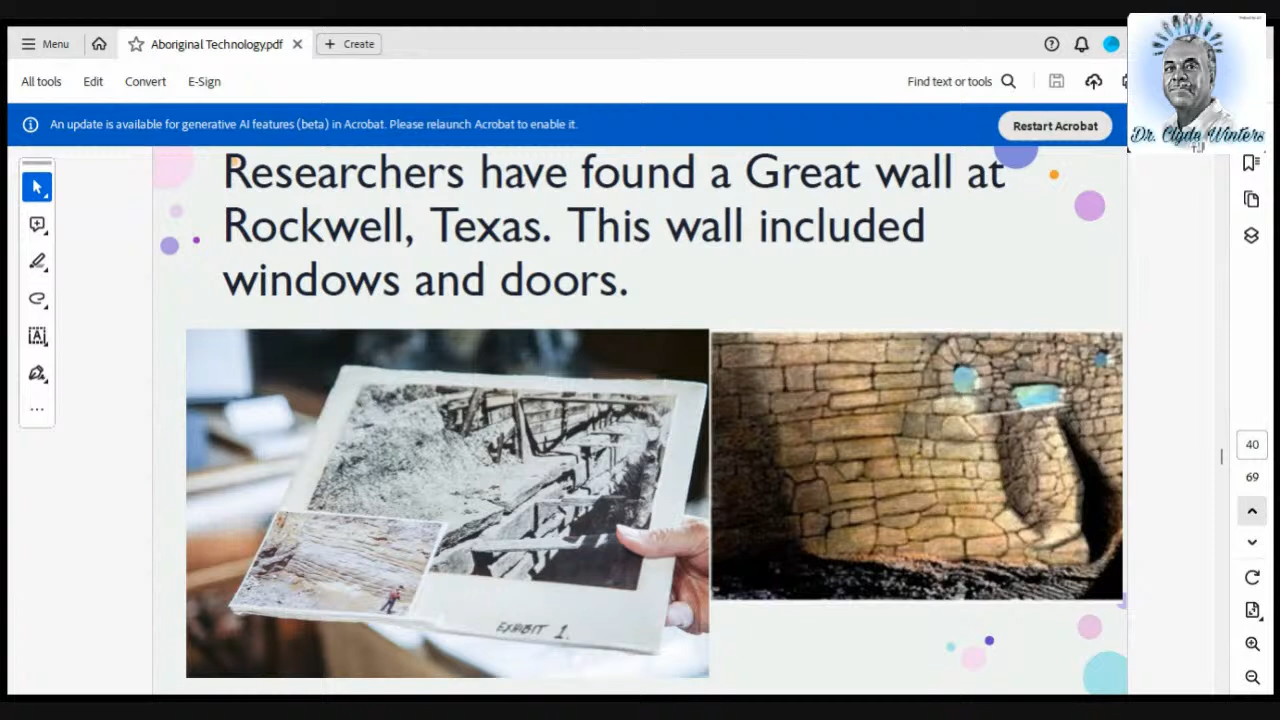 Menu
Aboriginal Technology.pdf
Create
All tools
Edit
Convert
E-Sign
Find text or tools
An update is available for generative AI features (beta) in Acrobat. Please relaunch Acrobat to enable it.
Restart Acrobat
Dr. Clyde Winters
Researchers have found a Great wall at
Rockwell, Texas. This wall included
windows and doors.
EXHIBIT 1.
40
69